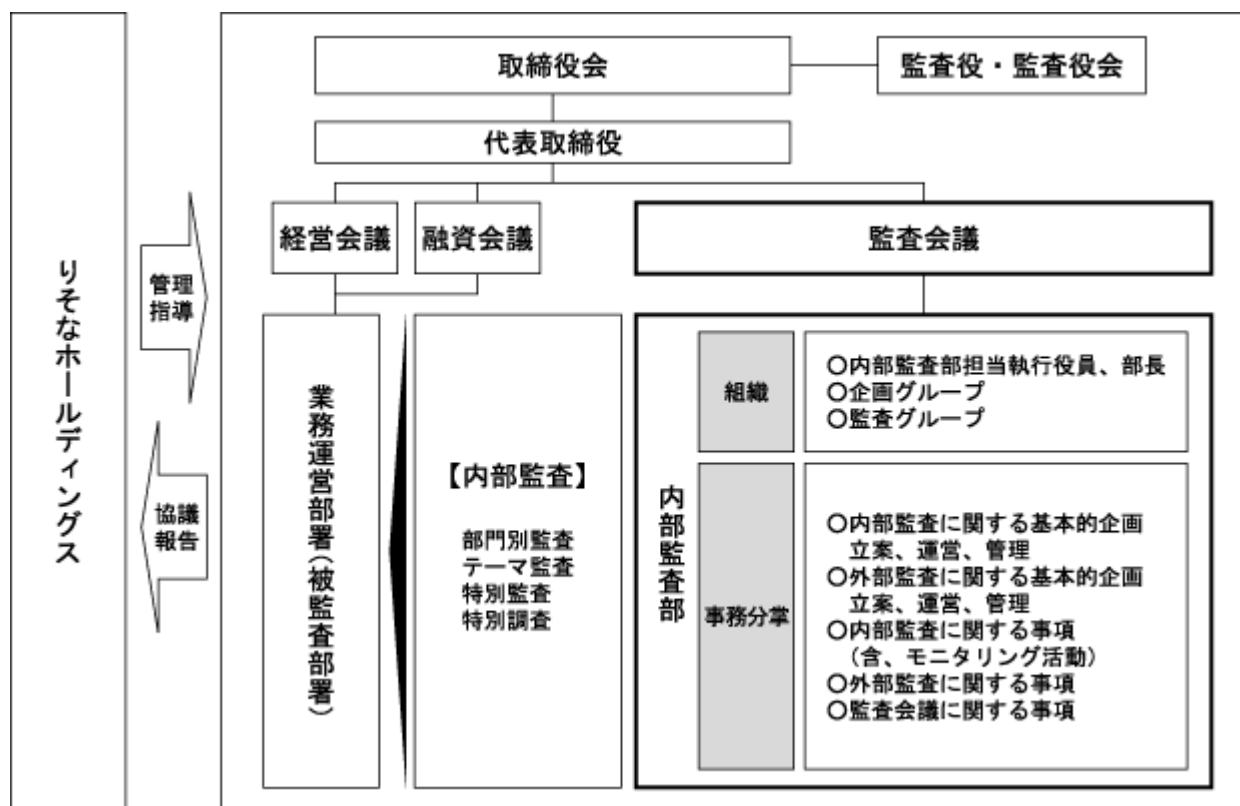 取締役会
監査役・監査役会
代表取締役
経営会議
融資会議
監査会議
りそなホールディングス
管理
指導
協議
報告
業務運営部署(被監査部署)
【内部監査】
部門別監査
テーマ監査
特別監査
特別調査
内部監査部
組織
○内部監査部担当執行役員、部長
○企画グループ
○監査グループ
事務分掌
○内部監査に関する基本的企画
立案、運営、管理
○外部監査に関する基本的企画
立案、運営、管理
○内部監査に関する事項
(含、モニタリング活動)
○外部監査に関する事項
○監査会議に関する事項